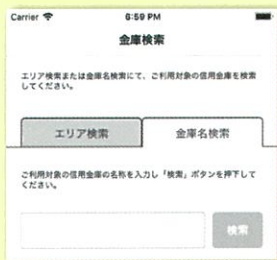 Carrier 6:59 PM
金庫検索
エリア検索または金庫名検索にて、ご利用対象の信用金庫を検索
してください。
エリア検索 金庫名検索
ご利用対象の信用金庫の名称を入力し「検索」ボタンを押下して
ください。
検索